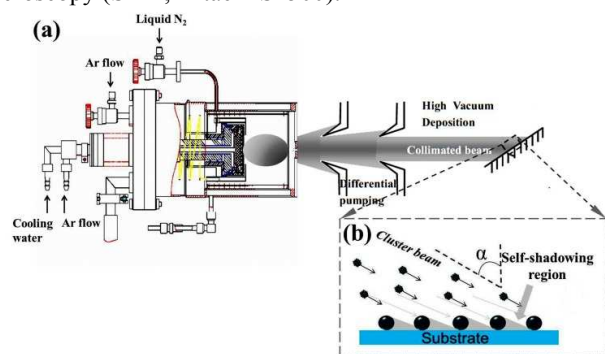 (a)
Liquid N₂
Ar flow
High Vacuum
Deposition
Collimated beam
Differential
pumping
Cooling Ar flow
water
(b)
Cluster beam
α
Self-shadowing
region
Substrate